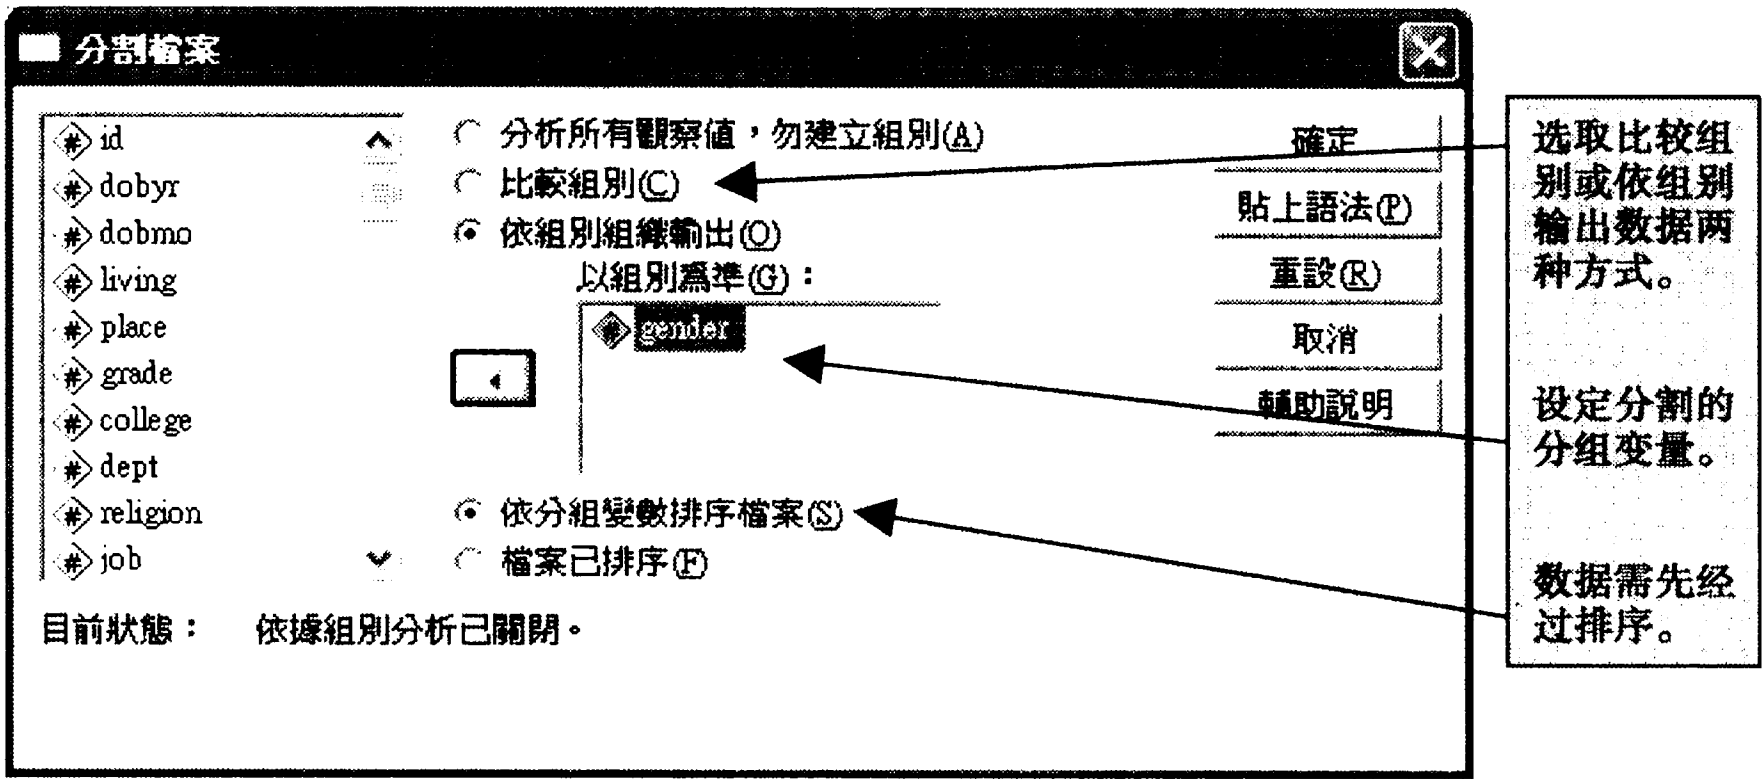 分割檔案
# id
# dobyr
# dobmo
# living
# place
# grade
# college
# dept
# religion
# job
分析所有觀察值，勿建立組別(A)
比較組別(C)
依組別組織輸出(O)
以組別爲準(G)：
# gender
依分組變數排序檔案(S)
檔案已排序(F)
確定
貼上語法(P)
重設(R)
取消
輔助說明
目前狀態： 依據組別分析已關閉。
选取比较组
别或依组别
输出数据两
种方式。
设定分割的
分组变量。
数据需先经
过排序。